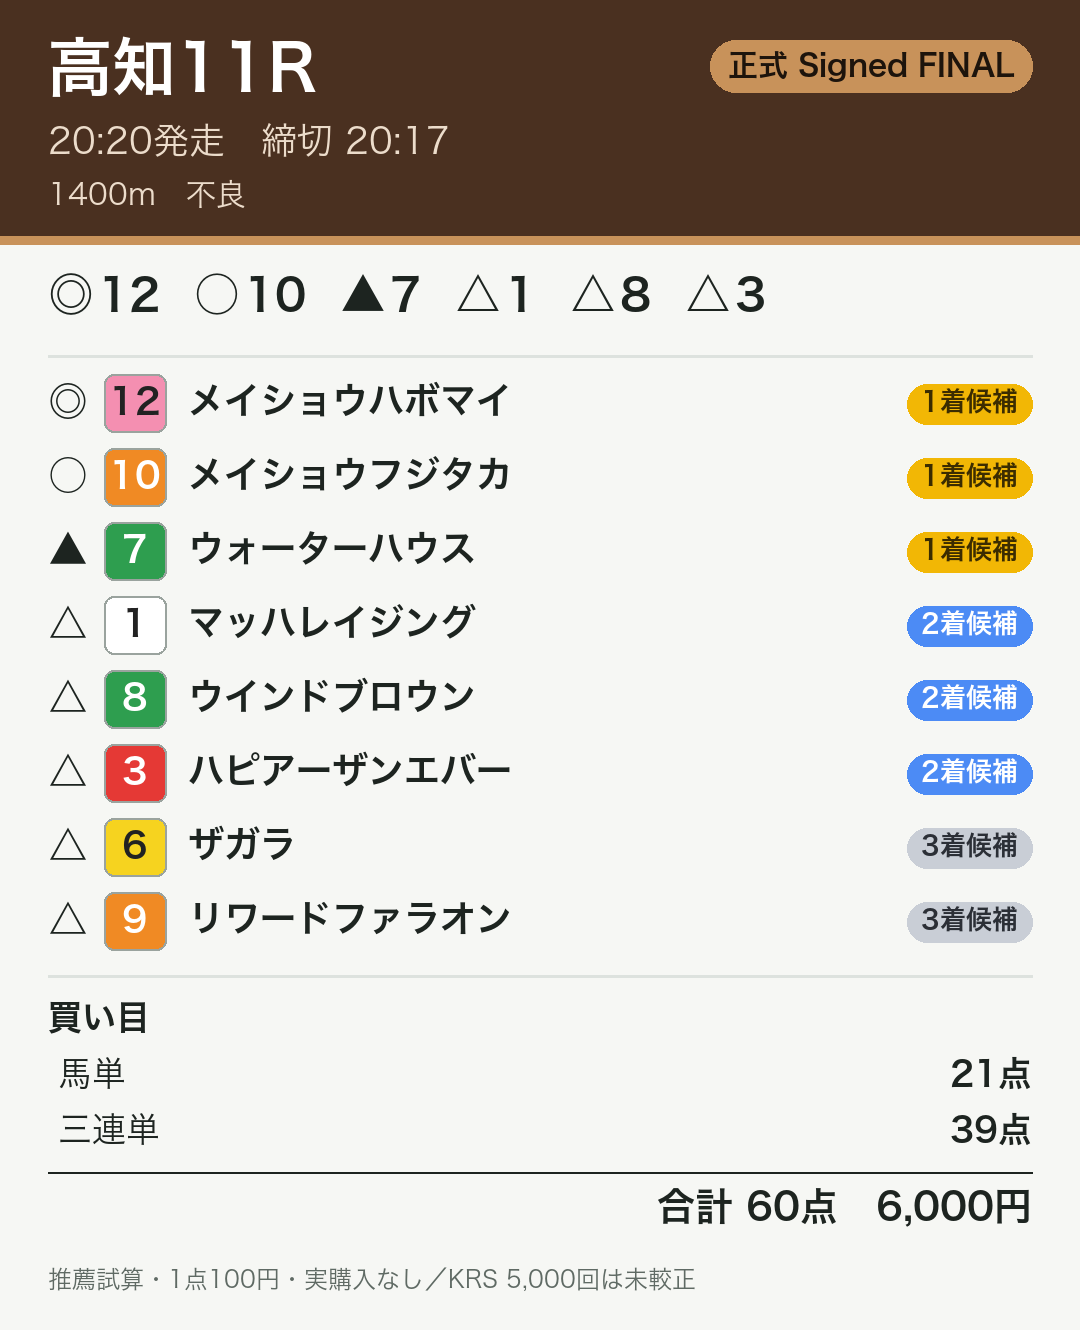 高知11R 正式 Signed FINAL
20:20発走 締切 20:17
1400m 不良
◎12 ○10 ▲7 △1 △8 △3
◎ 12 メイショウハボマイ 1着候補
○ 10 メイショウフジタカ 1着候補
▲ 7 ウォーターハウス 1着候補
△ 1 マッハレイジング 2着候補
△ 8 ウインドブロウン 2着候補
△ 3 ハピアーザンエバー 2着候補
△ 6 ザガラ 3着候補
△ 9 リワードファラオン 3着候補
買い目
馬単 21点
三連単 39点
合計 60点 6,000円
推薦試算・1点100円・実購入なし／KRS 5,000回は未較正